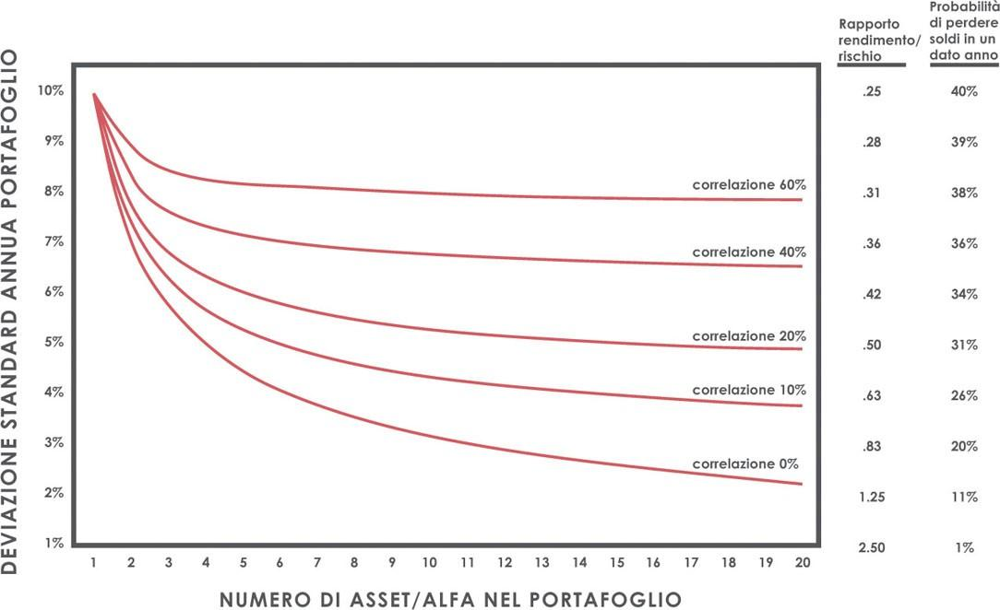 Rapporto
rendimento/
rischio
Probabilità
di perdere
soldi in un
dato anno
DEVIAZIONE STANDARD ANNUA PORTAFOGLIO
10% .25 40%
9% .28 39%
8% correlazione 60% .31 38%
7% correlazione 40% .36 36%
6% .42 34%
5% correlazione 20% .50 31%
4% correlazione 10% .63 26%
3% correlazione 0% .83 20%
2% 1.25 11%
1% 2.50 1%
1 2 3 4 5 6 7 8 9 10 11 12 13 14 15 16 17 18 19 20
NUMERO DI ASSET/ALFA NEL PORTAFOGLIO